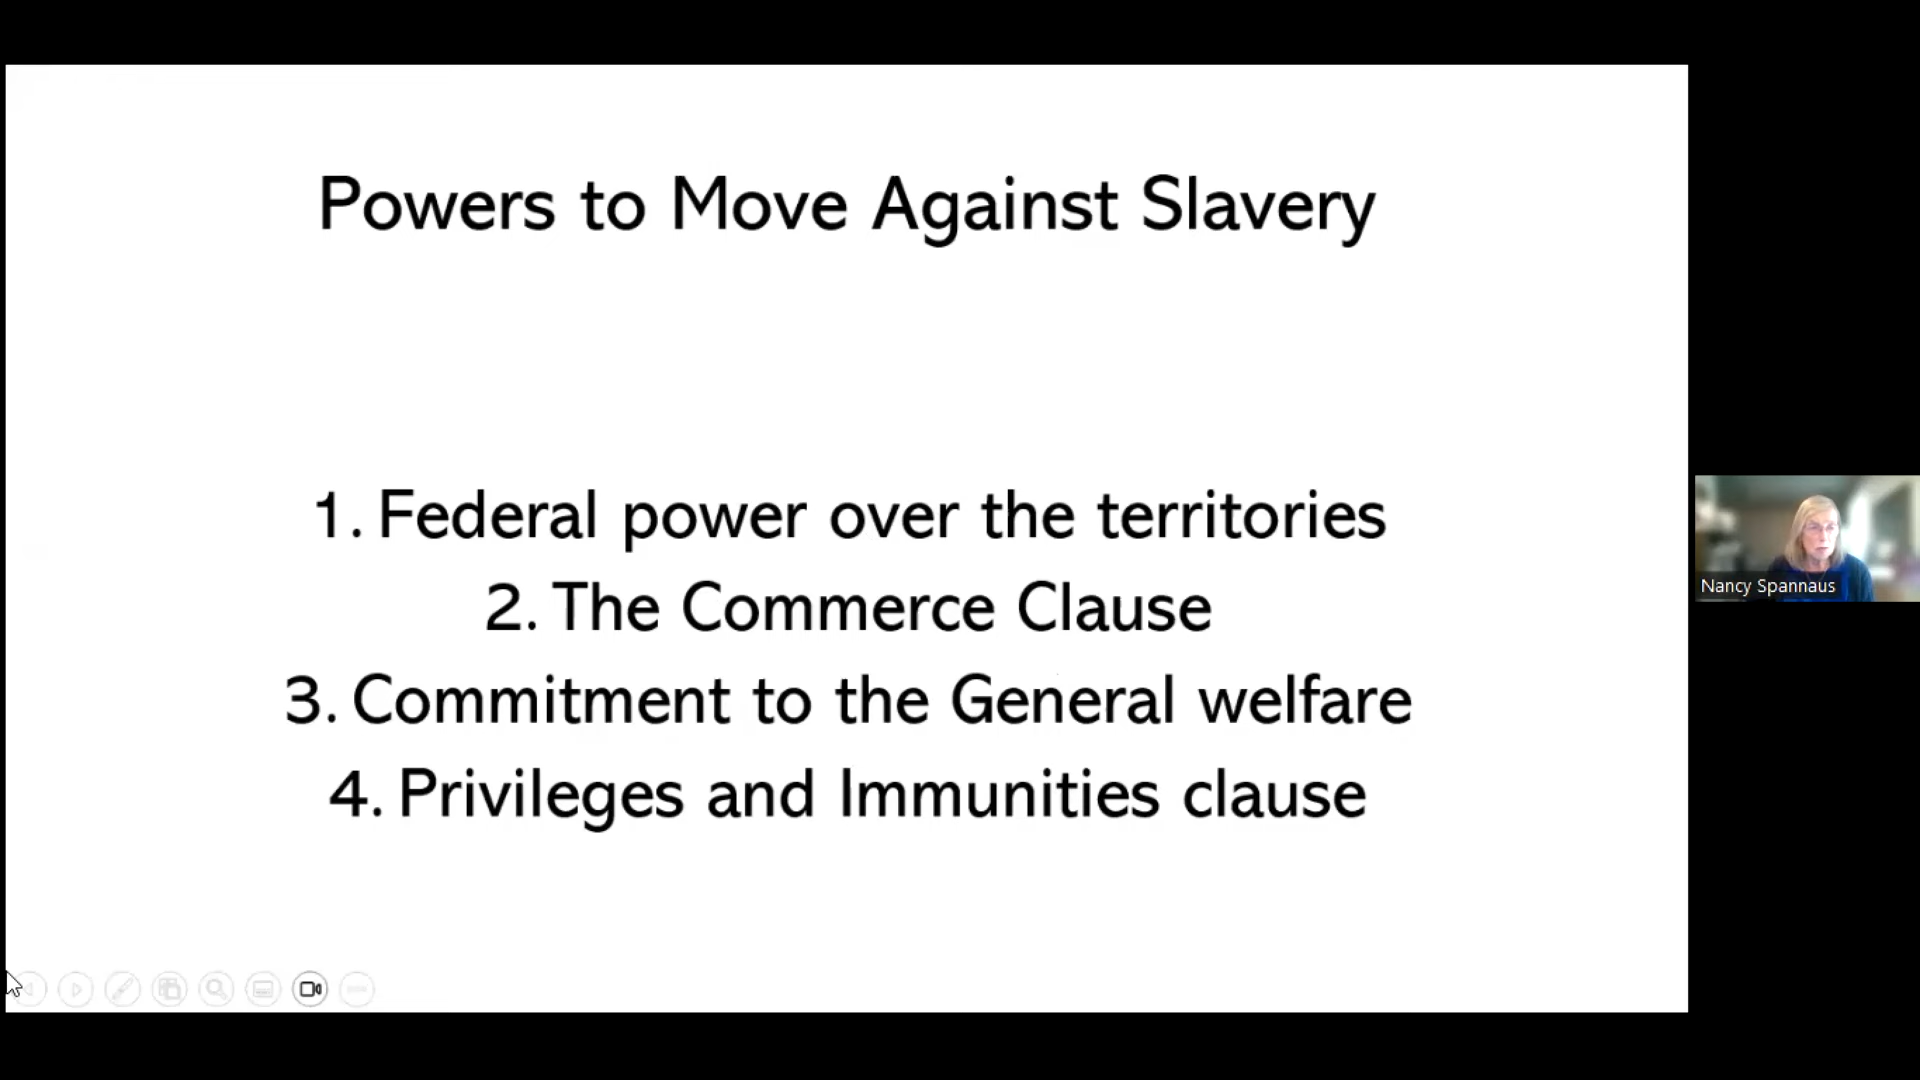 Powers to Move Against Slavery
1. Federal power over the territories
2. The Commerce Clause
3. Commitment to the General welfare
4. Privileges and Immunities clause
Nancy Spannaus